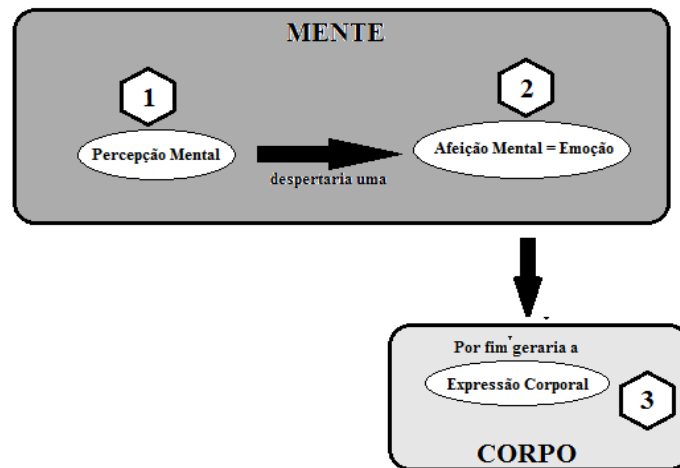 MENTE
1
2
Percepção Mental
Afeição Mental = Emoção
despertaria uma
Por fim geraria a
Expressão Corporal
3
CORPO